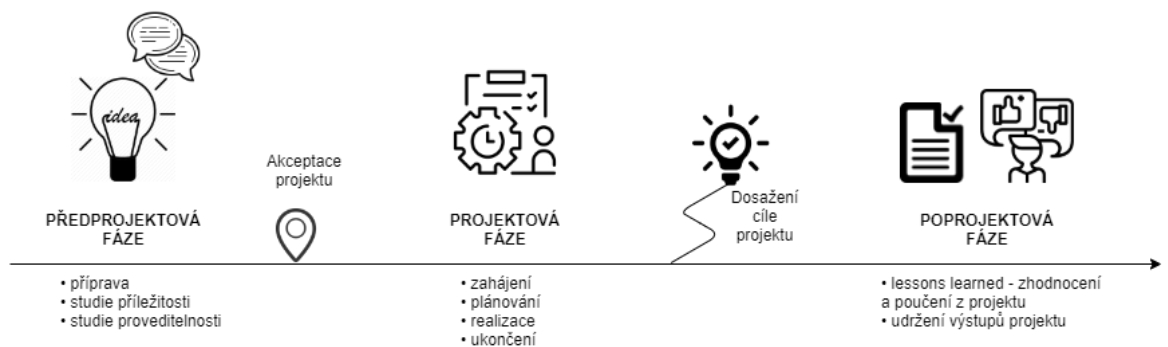 idea
Akceptace
projektu
Dosažení
cíle
projektu
PŘEDPROJEKTOVÁ
FÁZE
PROJEKTOVÁ
FÁZE
POPROJEKTOVÁ
FÁZE
• příprava
• studie příležitosti
• studie proveditelnosti
• zahájení
• plánování
• realizace
• ukončení
• lessons learned - zhodnocení
a poučení z projektu
• udržení výstupů projektu